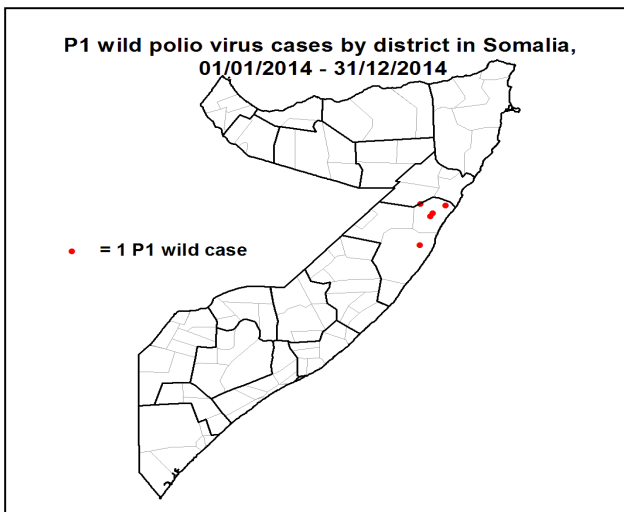 P1 wild polio virus cases by district in Somalia,
01/01/2014 - 31/12/2014
= 1 P1 wild case